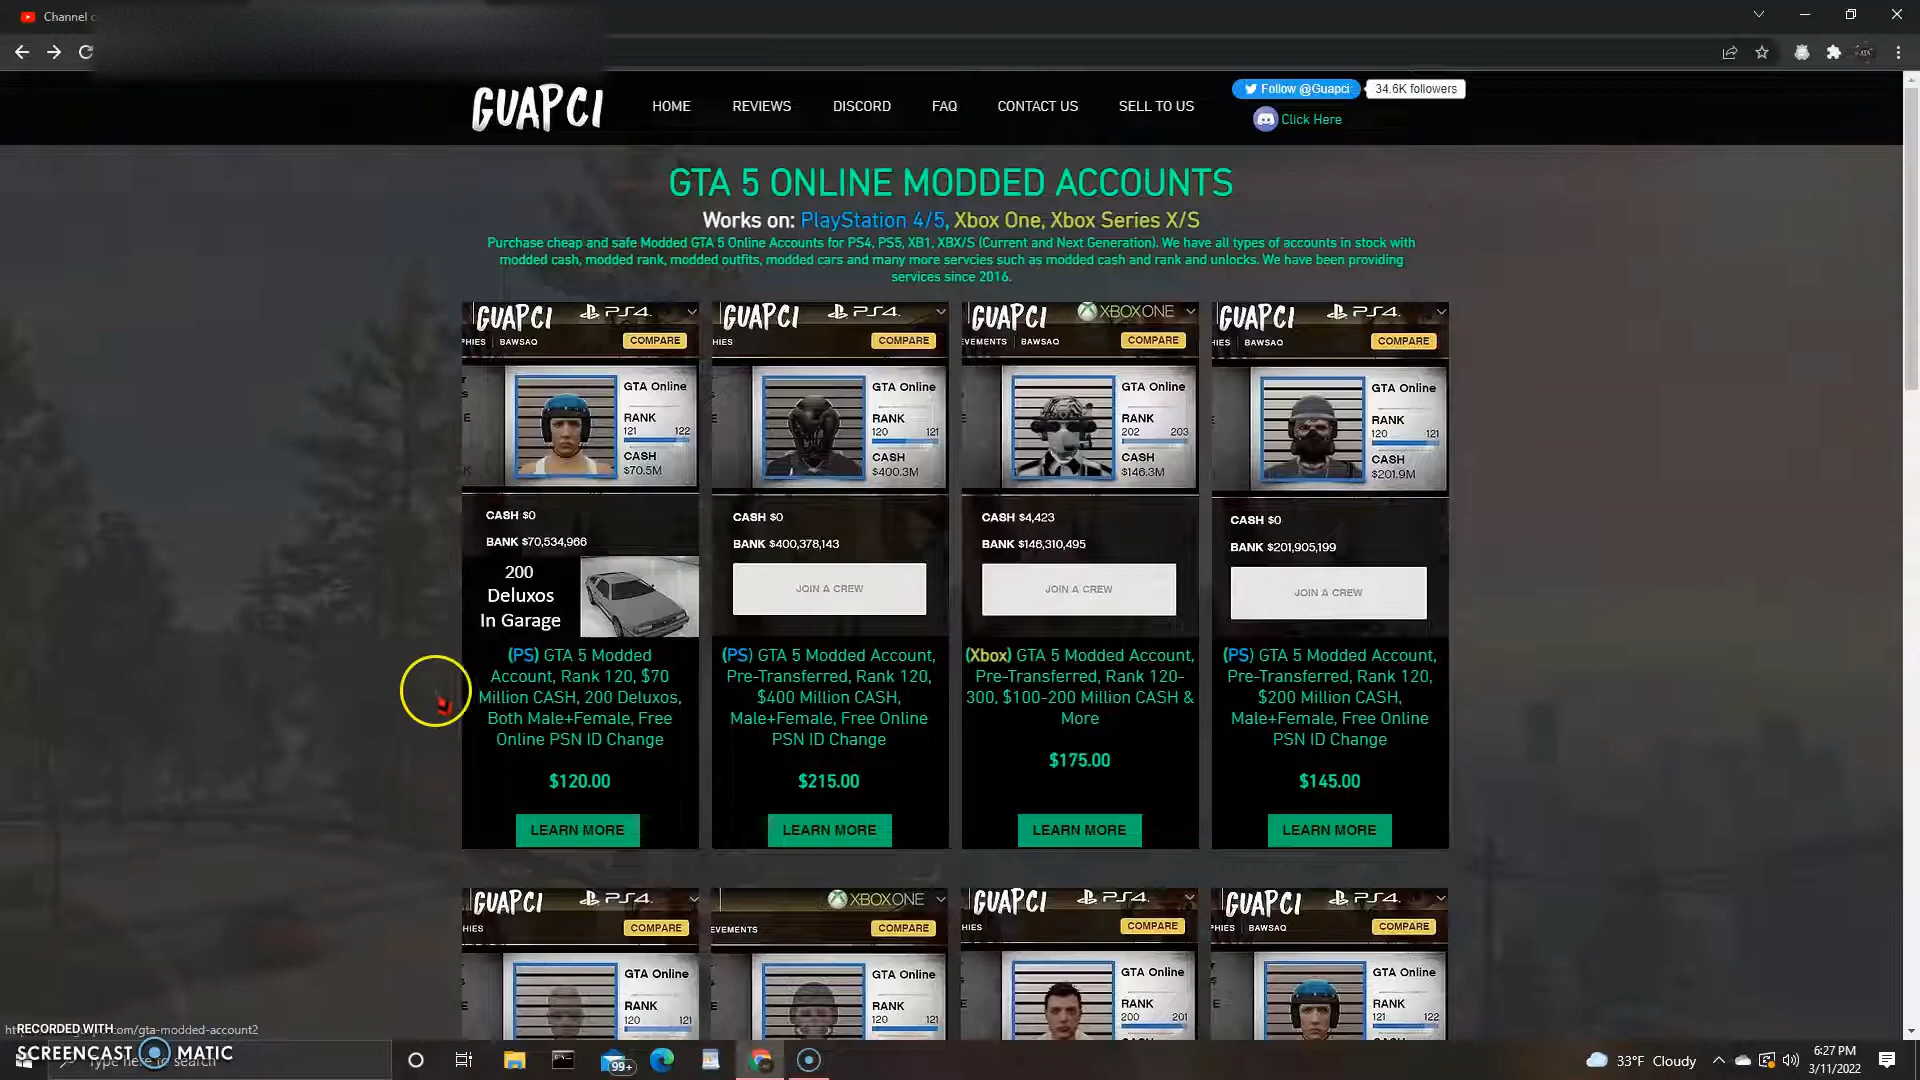 Channel c
GUAPCI
HOME
REVIEWS
DISCORD
FAQ
CONTACT US
SELL TO US
Follow @Guapci
34.6K followers
Click Here
GTA 5 ONLINE MODDED ACCOUNTS
Works on: PlayStation 4/5, Xbox One, Xbox Series X/S
Purchase cheap and safe Modded GTA 5 Online Accounts for PS4, PS5, XB1, XBX/S (Current and Next Generation). We have all types of accounts in stock with
modded cash, modded rank, modded outfits, modded cars and many more servcies such as modded cash and rank and unlocks. We have been providing
services since 2016.
GUAPCI PS4
PHIES BAWSAQ COMPARE
GTA Online
RANK
121 122
CASH
$70.5M
CASH $0
BANK $70,534,966
200
Deluxos
In Garage
(PS) GTA 5 Modded
Account, Rank 120, $70
Million CASH, 200 Deluxos,
Both Male+Female, Free
Online PSN ID Change
$120.00
LEARN MORE
GUAPCI PS4
HIES COMPARE
GTA Online
RANK
120 121
CASH
$400.3M
CASH $0
BANK $400,378,143
JOIN A CREW
(PS) GTA 5 Modded Account,
Pre-Transferred, Rank 120,
$400 Million CASH,
Male+Female, Free Online
PSN ID Change
$215.00
LEARN MORE
GUAPCI XBOX ONE
EVEMENTS BAWSAQ COMPARE
GTA Online
RANK
202 203
CASH
$146.3M
CASH $4,423
BANK $146,310,495
JOIN A CREW
(Xbox) GTA 5 Modded Account,
Pre-Transferred, Rank 120-
300, $100-200 Million CASH &
More
$175.00
LEARN MORE
GUAPCI PS4
HIES BAWSAQ COMPARE
GTA Online
RANK
120 121
CASH
$201.9M
CASH $0
BANK $201,905,199
JOIN A CREW
(PS) GTA 5 Modded Account,
Pre-Transferred, Rank 120,
$200 Million CASH,
Male+Female, Free Online
PSN ID Change
$145.00
LEARN MORE
GUAPCI PS4
HIES COMPARE
GTA Online
RANK
120 121
XBOX ONE
EVEMENTS COMPARE
GTA Online
RANK
120 121
GUAPCI PS4
HIES COMPARE
GTA Online
RANK
200 201
GUAPCI PS4
PHIES BAWSAQ COMPARE
GTA Online
RANK
121 122
com/gta-modded-account2
RECORDED WITH
SCREENCAST MATIC
Type here to search
99+
33°F Cloudy
6:27 PM
3/11/2022